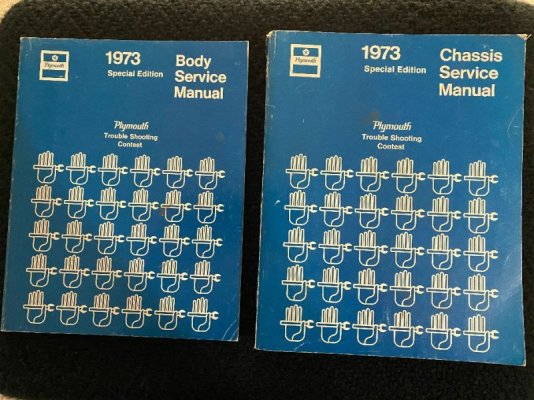 Plymouth
1973
Special Edition
Body
Service
Manual
Plymouth
Trouble Shooting
Contest
Plymouth
1973
Special Edition
Chassis
Service
Manual
Plymouth
Trouble Shooting
Contest